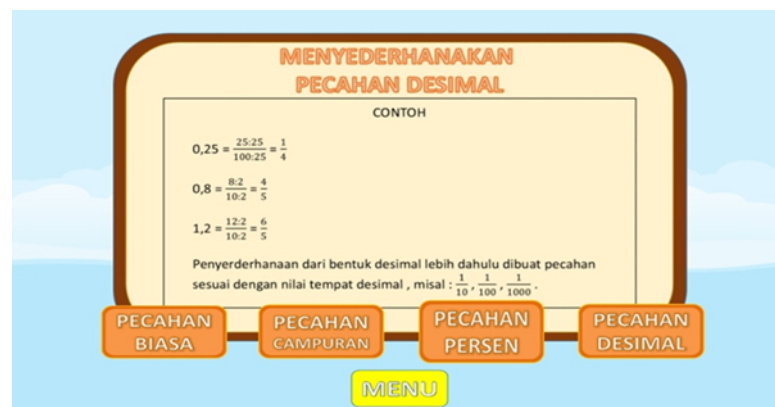 MENYEDERHANAKAN
PECAHAN DESIMAL
CONTOH
0,25 = 25:25/100:25 = 1/4
0,8 = 8:2/10:2 = 4/5
1,2 = 12:2/10:2 = 6/5
Penyerderhanaan dari bentuk desimal lebih dahulu dibuat pecahan
sesuai dengan nilai tempat desimal , misal : 1/10 , 1/100 , 1/1000 .
PECAHAN
BIASA
PECAHAN
CAMPURAN
PECAHAN
PERSEN
PECAHAN
DESIMAL
MENU